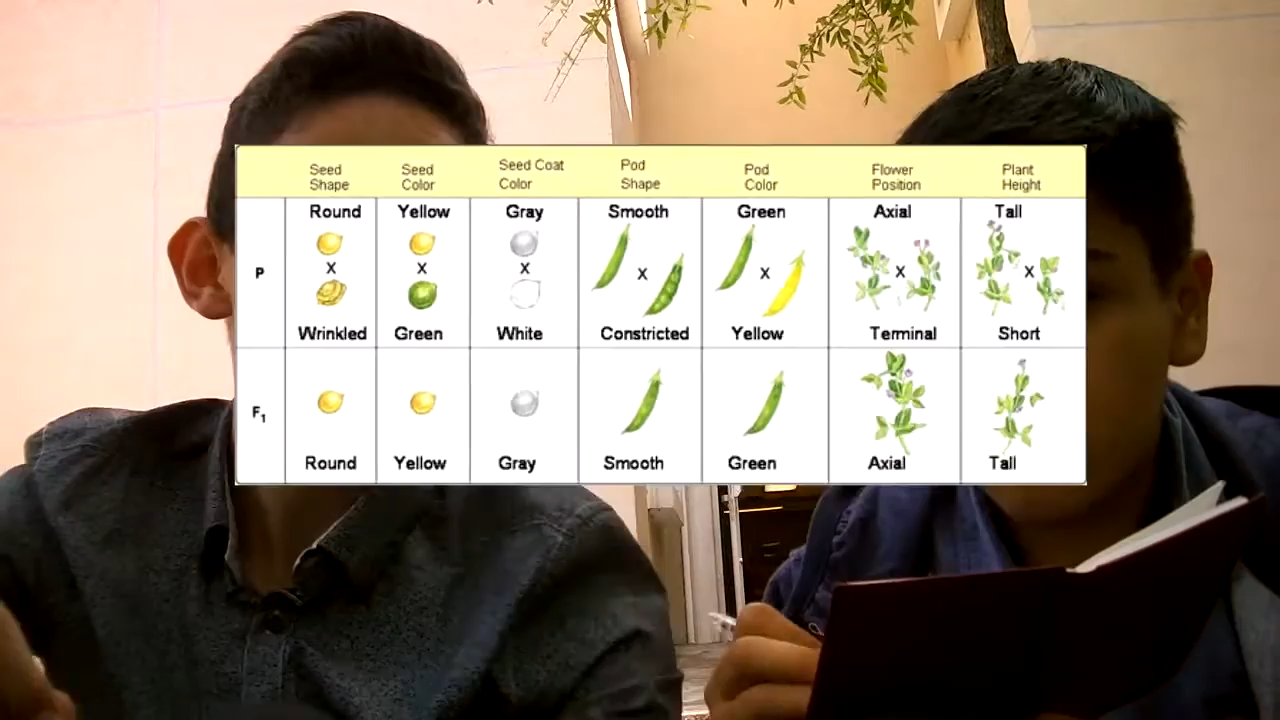 Seed Shape
Seed Color
Seed Coat Color
Pod Shape
Pod Color
Flower Position
Plant Height
P
Round
Yellow
Gray
Smooth
Green
Axial
Tall
X
X
X
X
X
X
X
Wrinkled
Green
White
Constricted
Yellow
Terminal
Short
F1
Round
Yellow
Gray
Smooth
Green
Axial
Tall